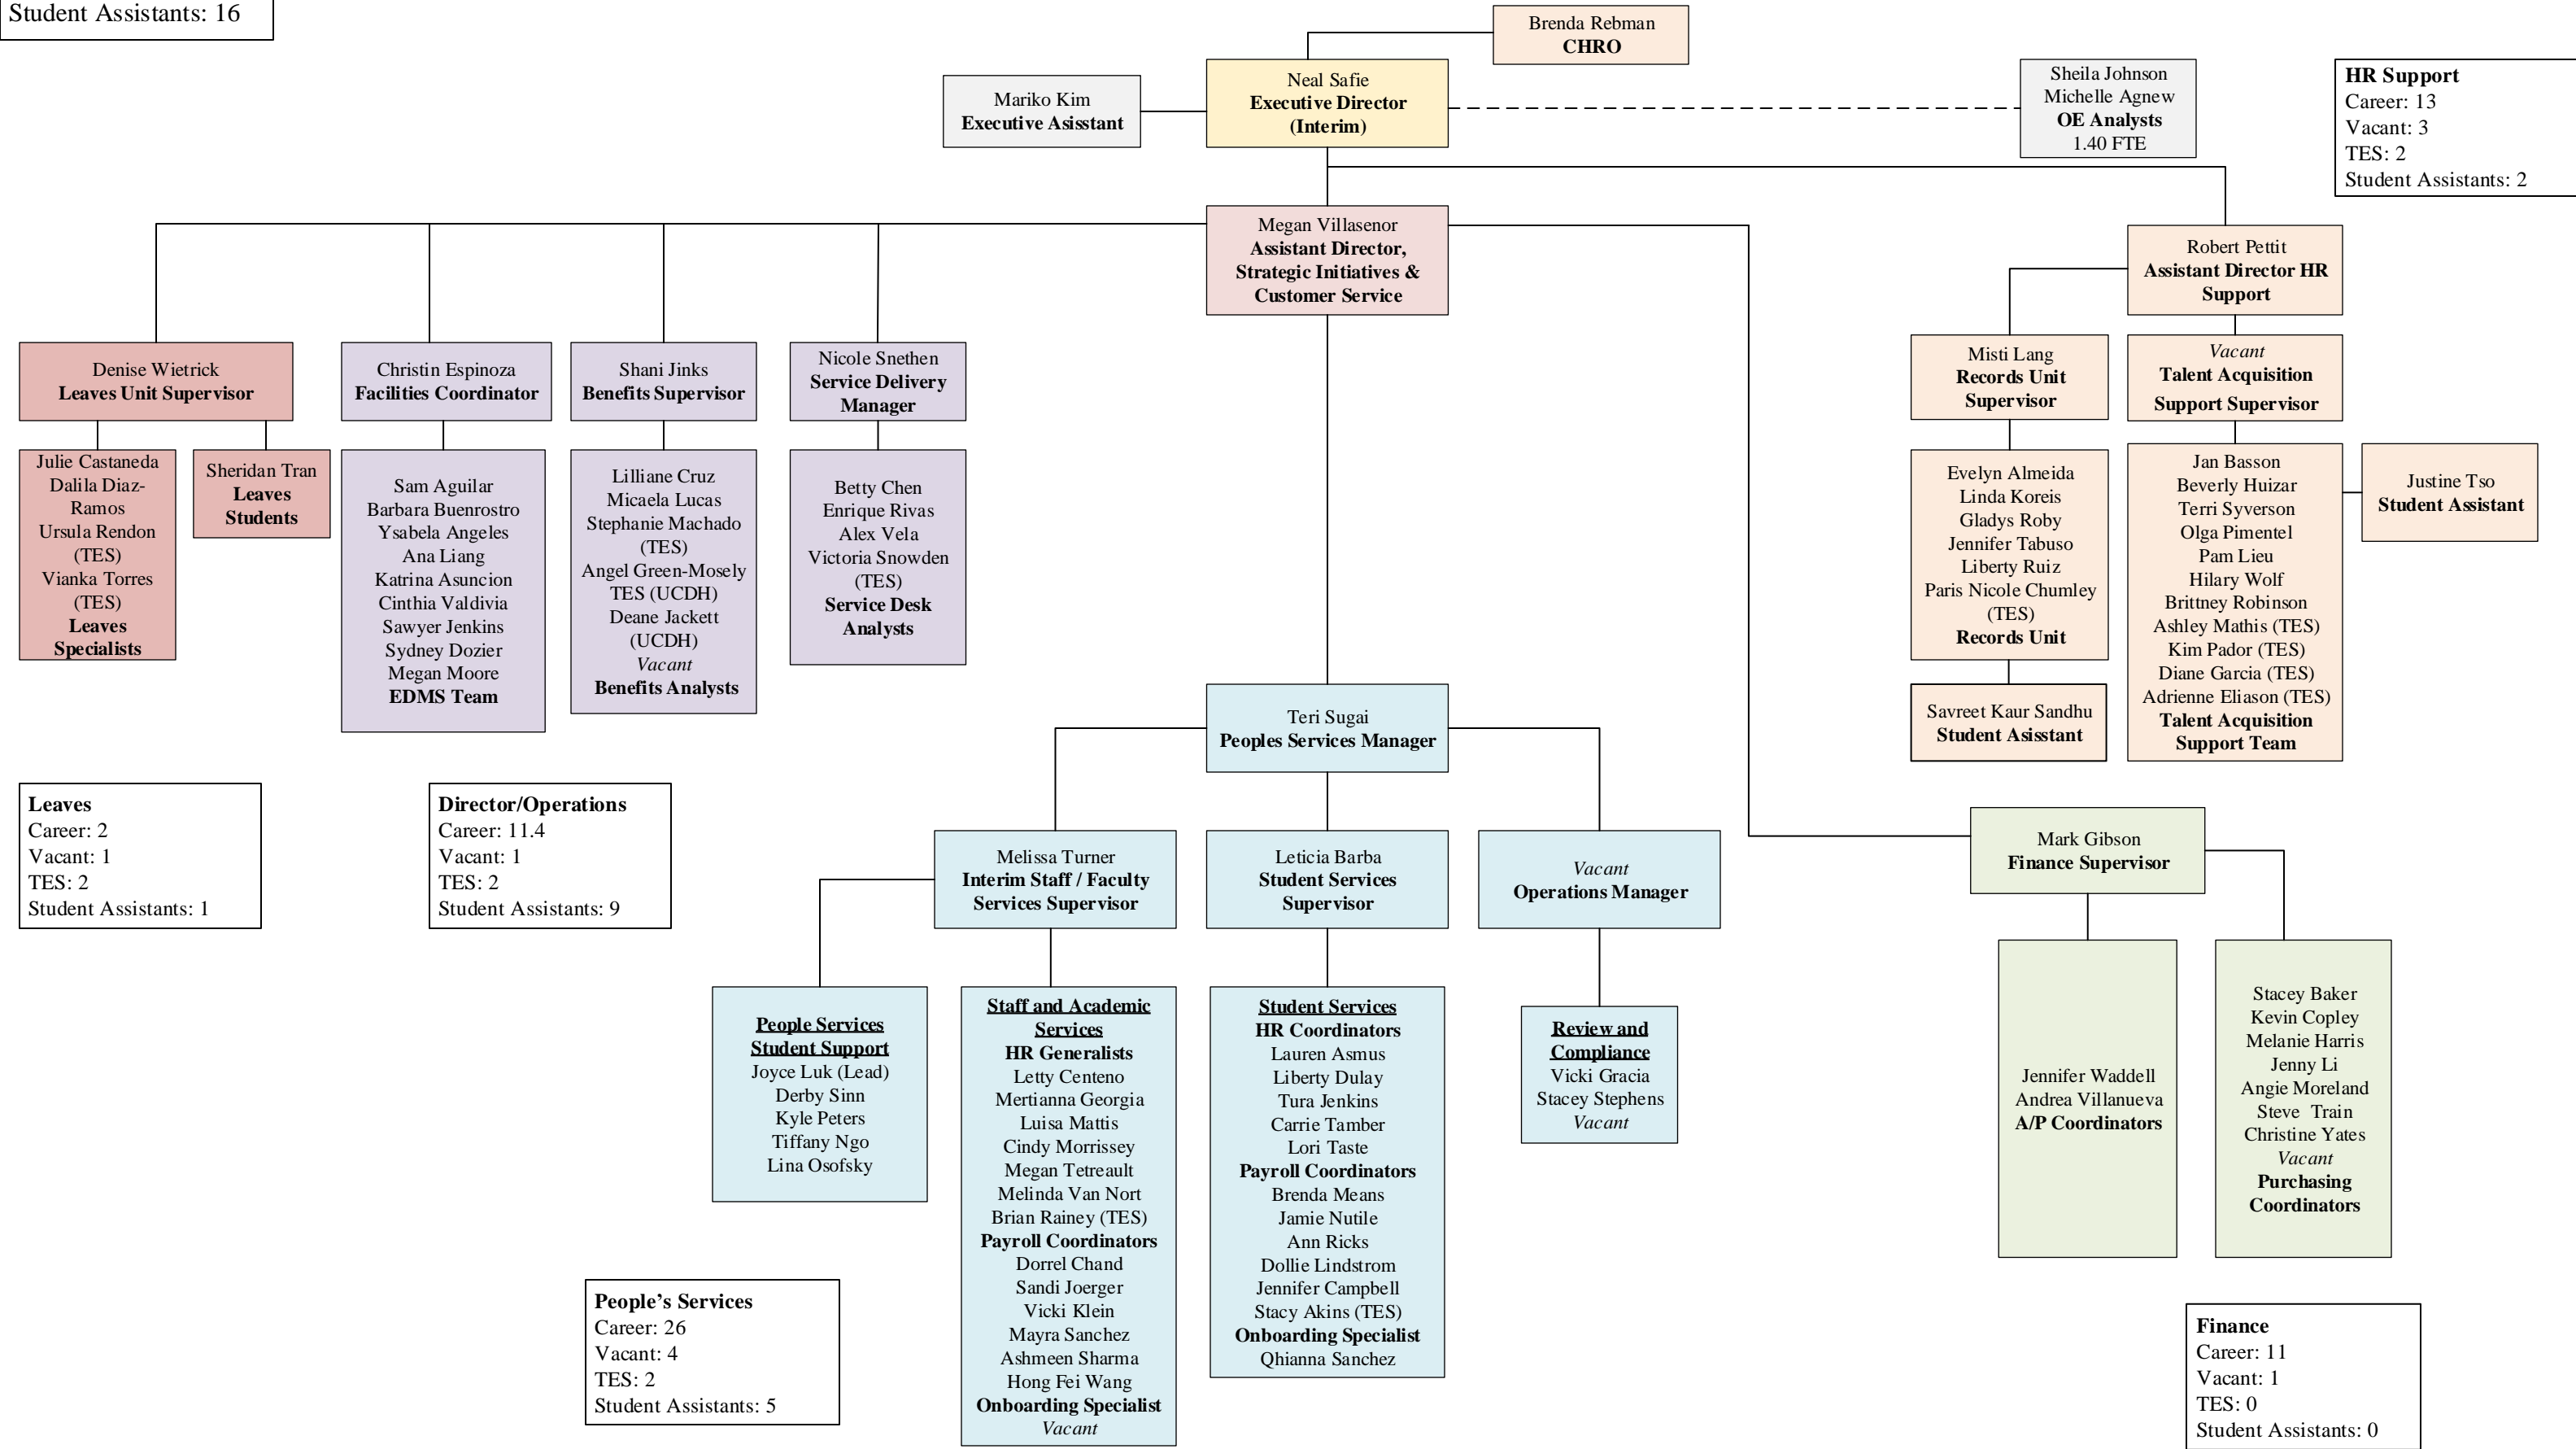 Student Assistants: 16
Brenda Rebman
CHRO
Mariko Kim
Executive Asisstant
Neal Safie
Executive Director
(Interim)
Sheila Johnson
Michelle Agnew
OE Analysts
1.40 FTE
HR Support
Career: 13
Vacant: 3
TES: 2
Student Assistants: 2
Megan Villasenor
Assistant Director,
Strategic Initiatives &
Customer Service
Robert Pettit
Assistant Director HR
Support
Denise Wietrick
Leaves Unit Supervisor
Christin Espinoza
Facilities Coordinator
Shani Jinks
Benefits Supervisor
Nicole Snethen
Service Delivery
Manager
Misti Lang
Records Unit
Supervisor
Vacant
Talent Acquisition
Support Supervisor
Julie Castaneda
Dalila Diaz-
Ramos
Ursula Rendon
(TES)
Vianka Torres
(TES)
Leaves
Specialists
Sheridan Tran
Leaves
Students
Sam Aguilar
Barbara Buenrostro
Ysabela Angeles
Ana Liang
Katrina Asuncion
Cinthia Valdivia
Sawyer Jenkins
Sydney Dozier
Megan Moore
EDMS Team
Lilliane Cruz
Micaela Lucas
Stephanie Machado
(TES)
Angel Green-Mosely
TES (UCDH)
Deane Jackett
(UCDH)
Vacant
Benefits Analysts
Betty Chen
Enrique Rivas
Alex Vela
Victoria Snowden
(TES)
Service Desk
Analysts
Evelyn Almeida
Linda Koreis
Gladys Roby
Jennifer Tabuso
Liberty Ruiz
Paris Nicole Chumley
(TES)
Records Unit
Jan Basson
Beverly Huizar
Terri Syverson
Olga Pimentel
Pam Lieu
Hilary Wolf
Brittney Robinson
Ashley Mathis (TES)
Kim Pador (TES)
Diane Garcia (TES)
Adrienne Eliason (TES)
Talent Acquisition
Support Team
Justine Tso
Student Assistant
Savreet Kaur Sandhu
Student Asisstant
Teri Sugai
Peoples Services Manager
Leaves
Career: 2
Vacant: 1
TES: 2
Student Assistants: 1
Director/Operations
Career: 11.4
Vacant: 1
TES: 2
Student Assistants: 9
Melissa Turner
Interim Staff / Faculty
Services Supervisor
Leticia Barba
Student Services
Supervisor
Vacant
Operations Manager
Mark Gibson
Finance Supervisor
People Services
Student Support
Joyce Luk (Lead)
Derby Sinn
Kyle Peters
Tiffany Ngo
Lina Osofsky
Staff and Academic
Services
HR Generalists
Letty Centeno
Mertianna Georgia
Luisa Mattis
Cindy Morrissey
Megan Tetreault
Melinda Van Nort
Brian Rainey (TES)
Payroll Coordinators
Dorrel Chand
Sandi Joerger
Vicki Klein
Mayra Sanchez
Ashmeen Sharma
Hong Fei Wang
Onboarding Specialist
Vacant
Student Services
HR Coordinators
Lauren Asmus
Liberty Dulay
Tura Jenkins
Carrie Tamber
Lori Taste
Payroll Coordinators
Brenda Means
Jamie Nutile
Ann Ricks
Dollie Lindstrom
Jennifer Campbell
Stacy Akins (TES)
Onboarding Specialist
Qhianna Sanchez
Review and
Compliance
Vicki Gracia
Stacey Stephens
Vacant
Jennifer Waddell
Andrea Villanueva
A/P Coordinators
Stacey Baker
Kevin Copley
Melanie Harris
Jenny Li
Angie Moreland
Steve Train
Christine Yates
Vacant
Purchasing
Coordinators
People’s Services
Career: 26
Vacant: 4
TES: 2
Student Assistants: 5
Finance
Career: 11
Vacant: 1
TES: 0
Student Assistants: 0